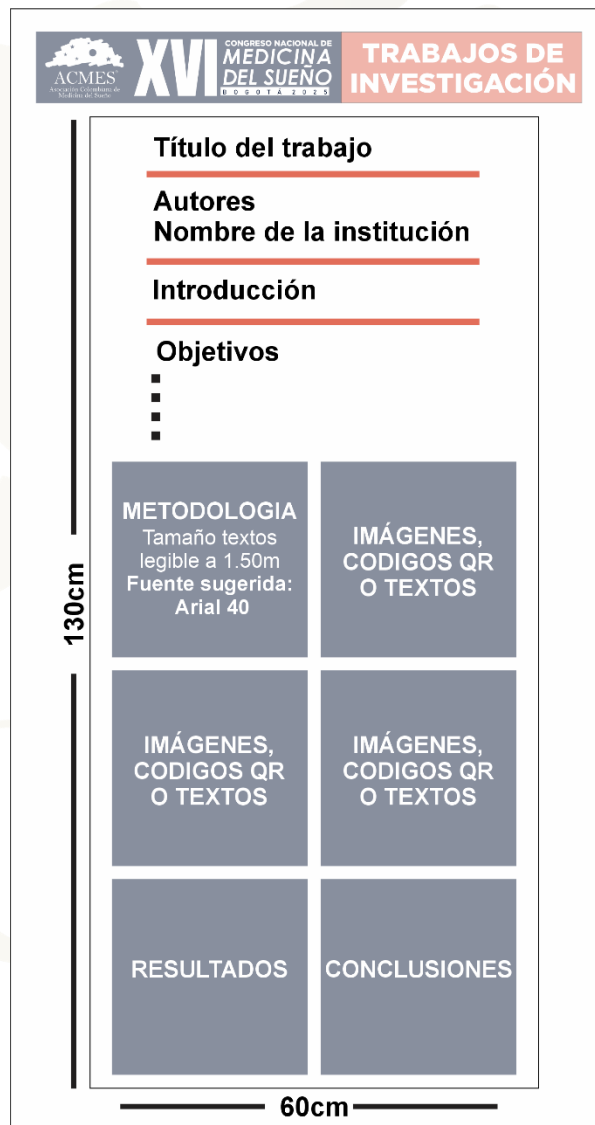 ACMES
Asociación Colombiana de
Medicina del Sueño
XVI
CONGRESO NACIONAL DE
MEDICINA
DEL SUEÑO
BOGOTÁ 2025
TRABAJOS DE
INVESTIGACIÓN
Título del trabajo
Autores
Nombre de la institución
Introducción
Objetivos
130cm
METODOLOGIA
Tamaño textos
legible a 1.50m
Fuente sugerida:
Arial 40
IMÁGENES,
CODIGOS QR
O TEXTOS
IMÁGENES,
CODIGOS QR
O TEXTOS
IMÁGENES,
CODIGOS QR
O TEXTOS
RESULTADOS
CONCLUSIONES
60cm